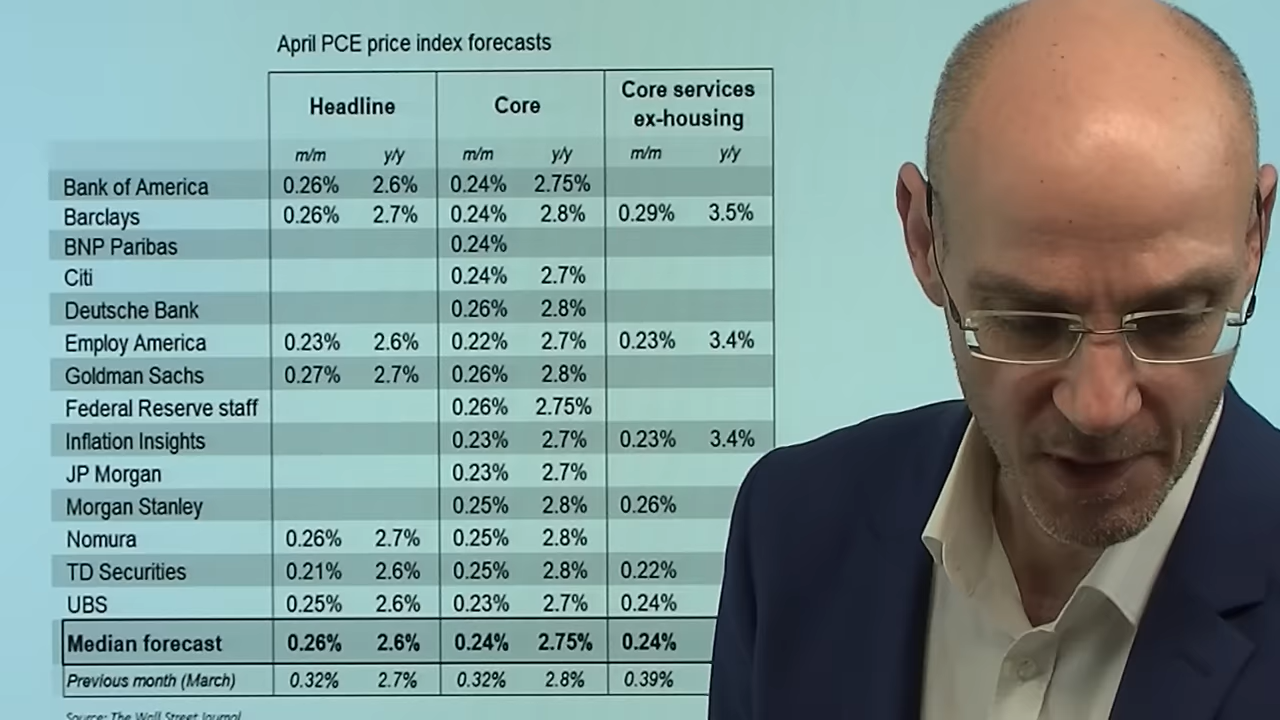 April PCE price index forecasts
Headline Core Core services ex-housing
m/m y/y m/m y/y m/m y/y
Bank of America 0.26% 2.6% 0.24% 2.75%
Barclays 0.26% 2.7% 0.24% 2.8% 0.29% 3.5%
BNP Paribas 0.24%
Citi 0.24% 2.7%
Deutsche Bank 0.26% 2.8%
Employ America 0.23% 2.6% 0.22% 2.7% 0.23% 3.4%
Goldman Sachs 0.27% 2.7% 0.26% 2.8%
Federal Reserve staff 0.26% 2.75%
Inflation Insights 0.23% 2.7% 0.23% 3.4%
JP Morgan 0.23% 2.7%
Morgan Stanley 0.25% 2.8% 0.26%
Nomura 0.26% 2.7% 0.25% 2.8%
TD Securities 0.21% 2.6% 0.25% 2.8% 0.22%
UBS 0.25% 2.6% 0.23% 2.7% 0.24%
Median forecast 0.26% 2.6% 0.24% 2.75% 0.24%
Previous month (March) 0.32% 2.7% 0.32% 2.8% 0.39%
Source: The Wall Street Journal